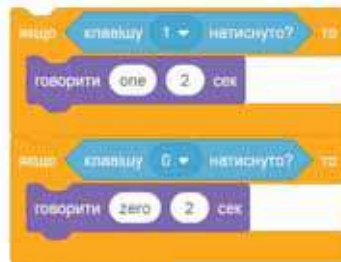 якщо клавішу 1 натиснуто? то
говорити one 2 сек
якщо клавішу 0 натиснуто? то
говорити zero 2 сек